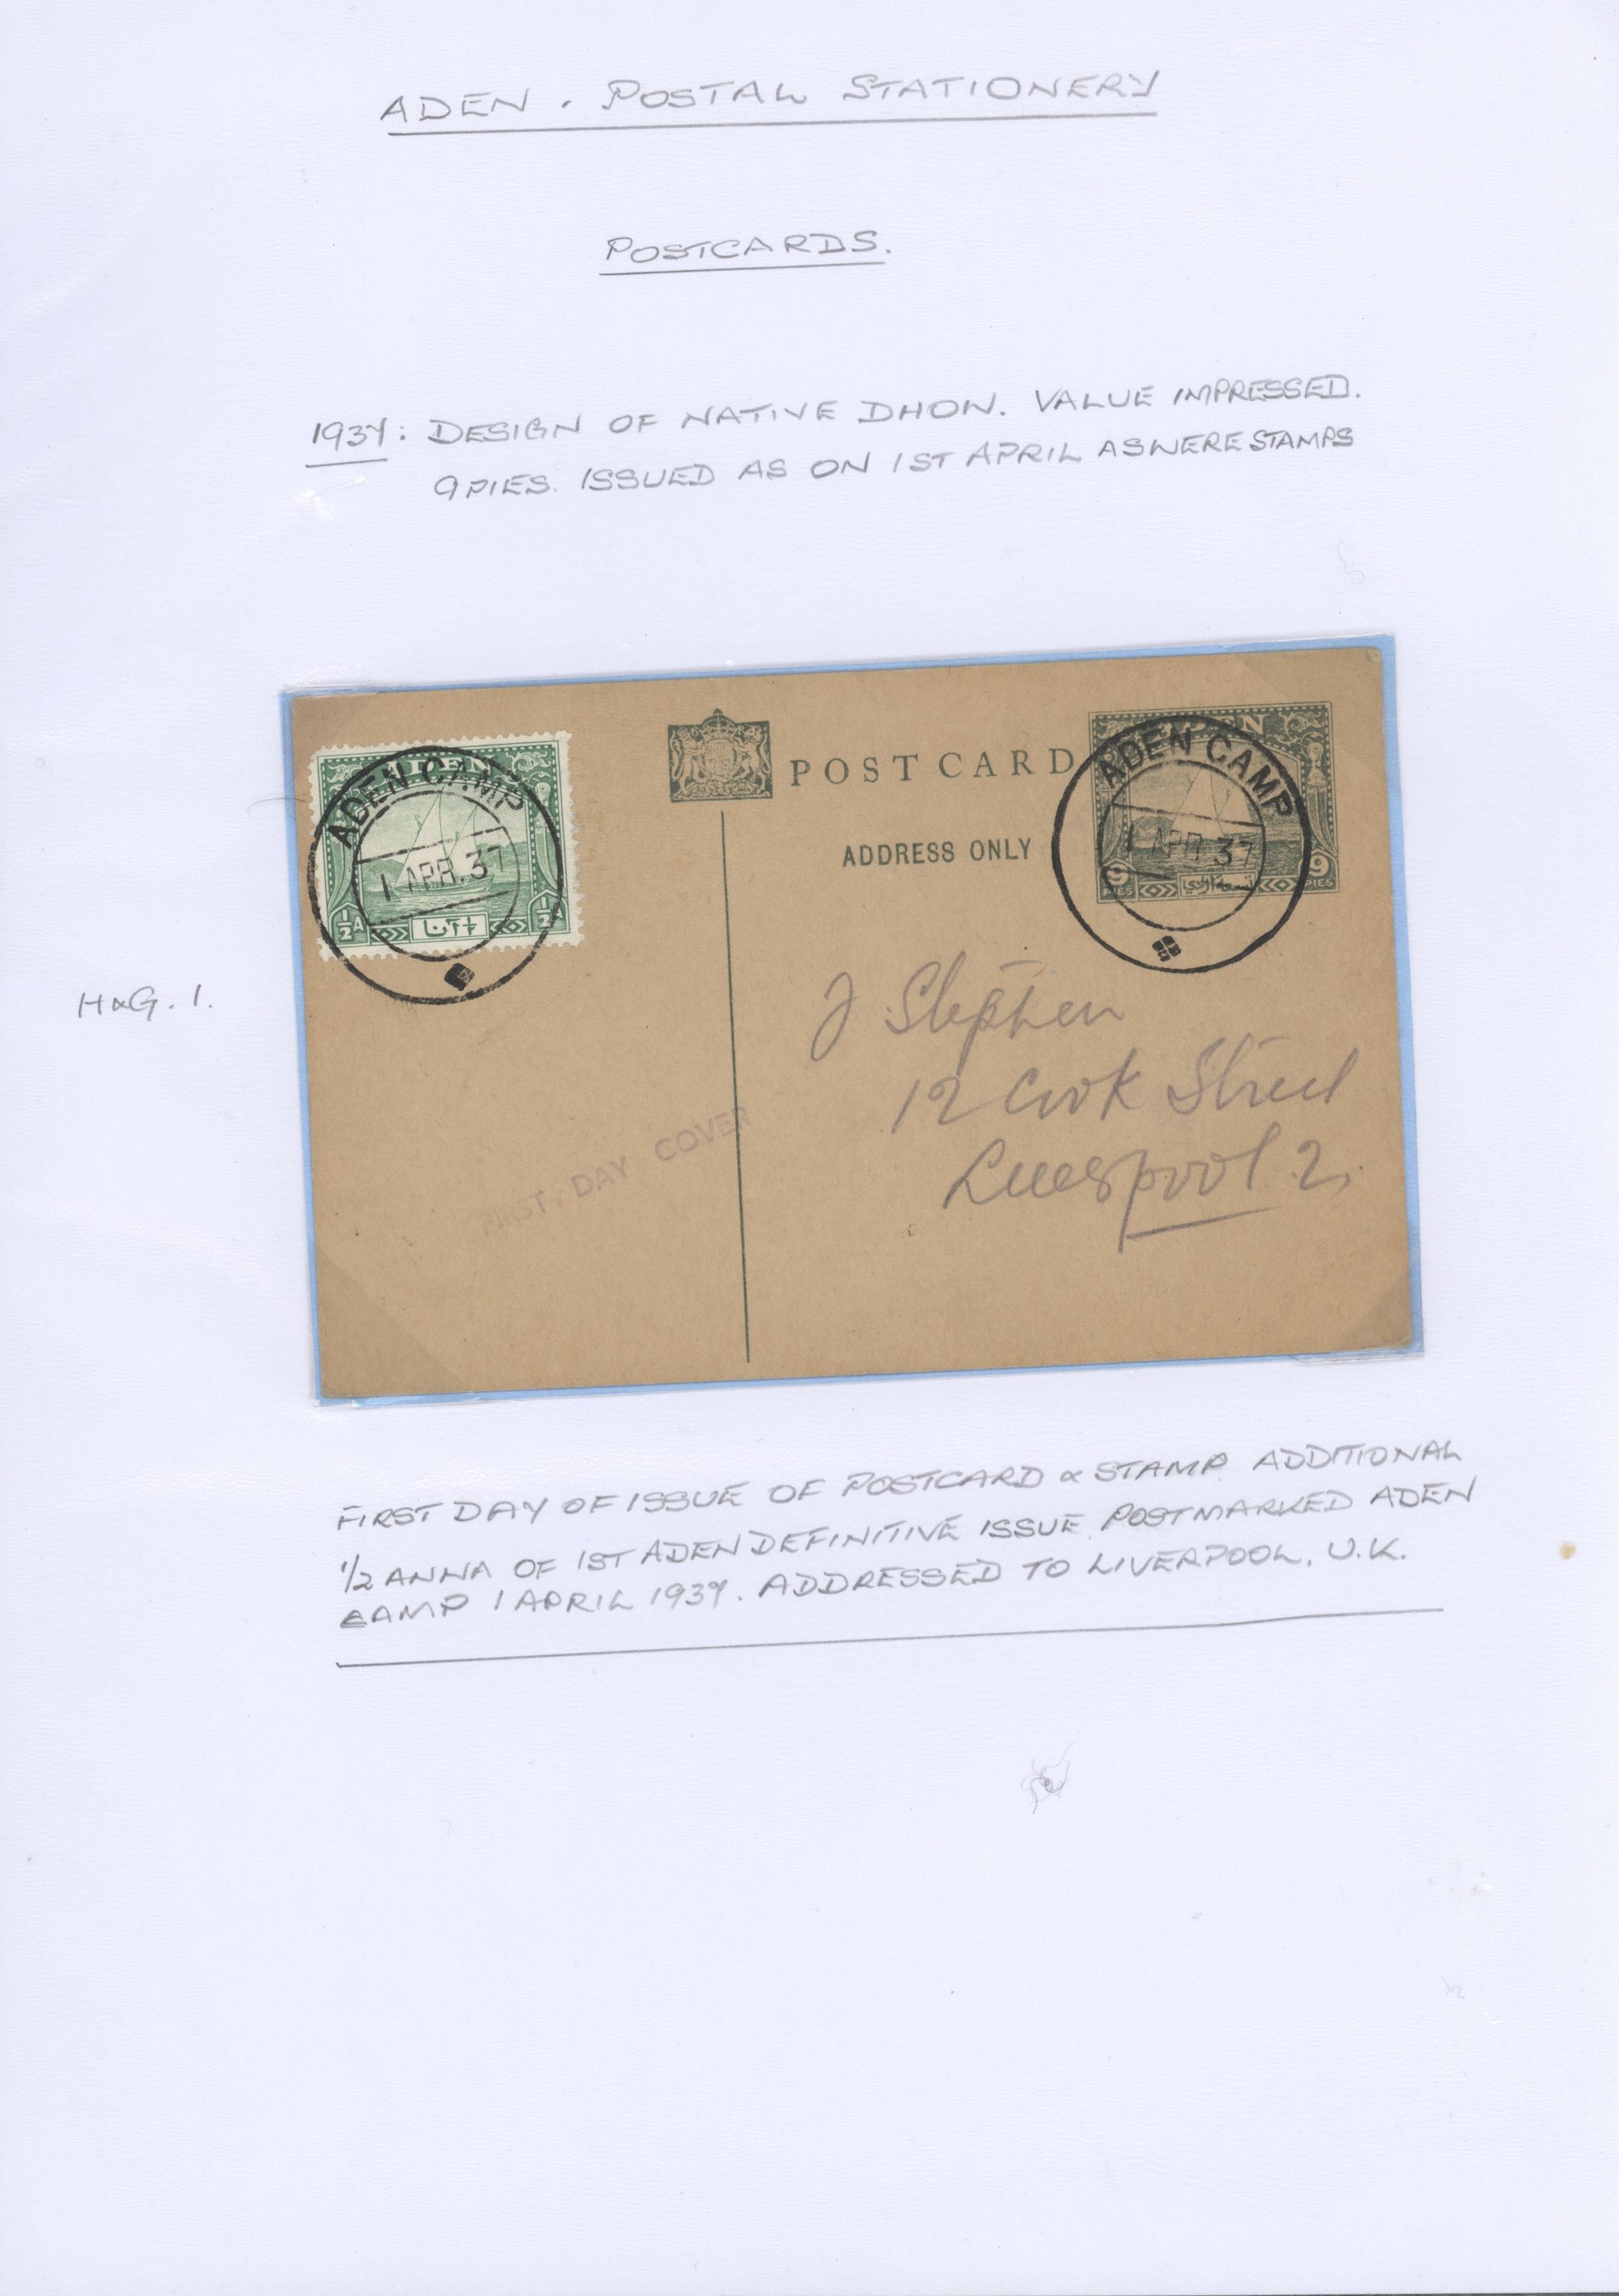 ADEN. POSTAL STATIONERY
POSTCARDS.
1937: DESIGN OF NATIVE DHOW. VALUE IMPRESSED.
9 PIES. ISSUED AS ON 1ST APRIL AS WERE STAMPS
ADEN
ADEN CAMP
1 APR.37
½A
½A
POST CARD
ADDRESS ONLY
ADEN
ADEN CAMP
1 APR 37
9 PIES
9 PIES
H&G. 1.
J Stephen
12 Cook Street
Liverpool 2.
FIRST DAY COVER
FIRST DAY OF ISSUE OF POSTCARD & STAMP. ADDITIONAL
½ ANNA OF 1ST ADEN DEFINITIVE ISSUE. POSTMARKED ADEN
CAMP 1 APRIL 1937. ADDRESSED TO LIVERPOOL, U.K.